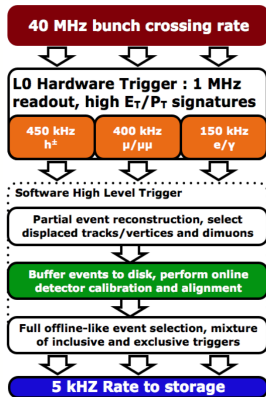 40 MHz bunch crossing rate
L0 Hardware Trigger : 1 MHz
readout, high E_T/P_T signatures
450 kHz
h±
400 kHz
μ/μμ
150 kHz
e/γ
Software High Level Trigger
Partial event reconstruction, select
displaced tracks/vertices and dimuons
Buffer events to disk, perform online
detector calibration and alignment
Full offline-like event selection, mixture
of inclusive and exclusive triggers
5 kHZ Rate to storage